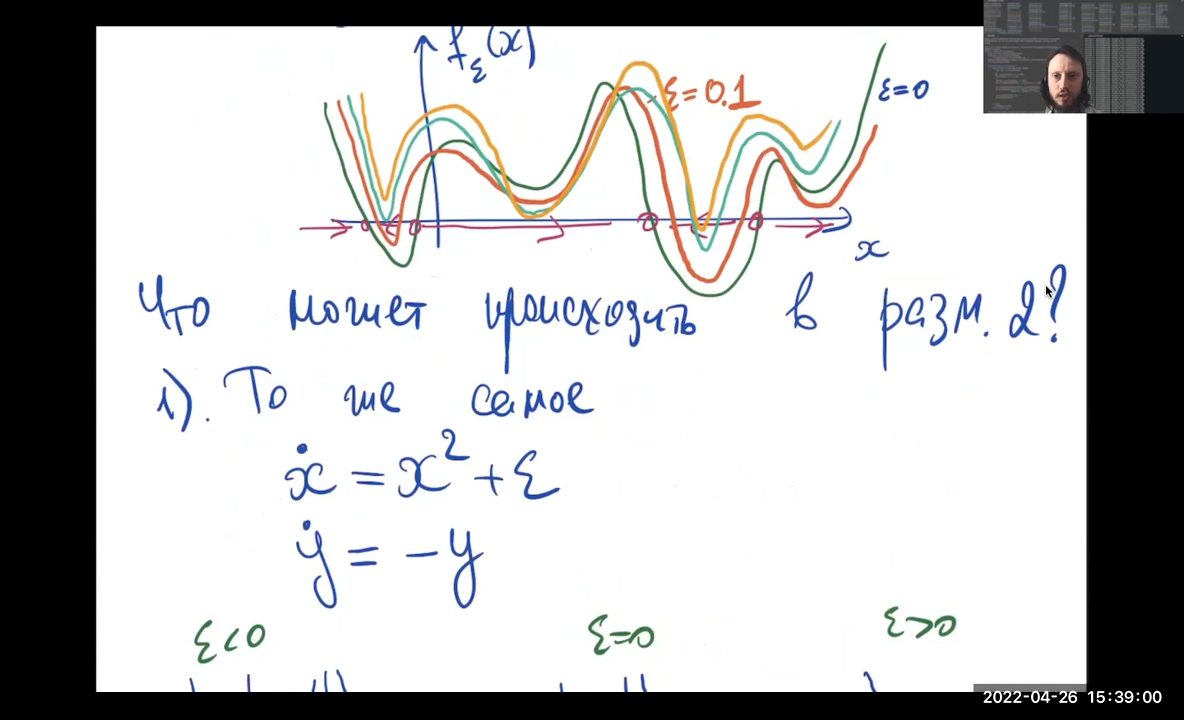 f_ε(x)
ε=0.1
ε=0
x
Что может происходить в разм. 2?
1). То же самое
ẋ = x² + ε
ẏ = -y
ε<0 ε=0 ε>0
2022-04-26 15:39:00